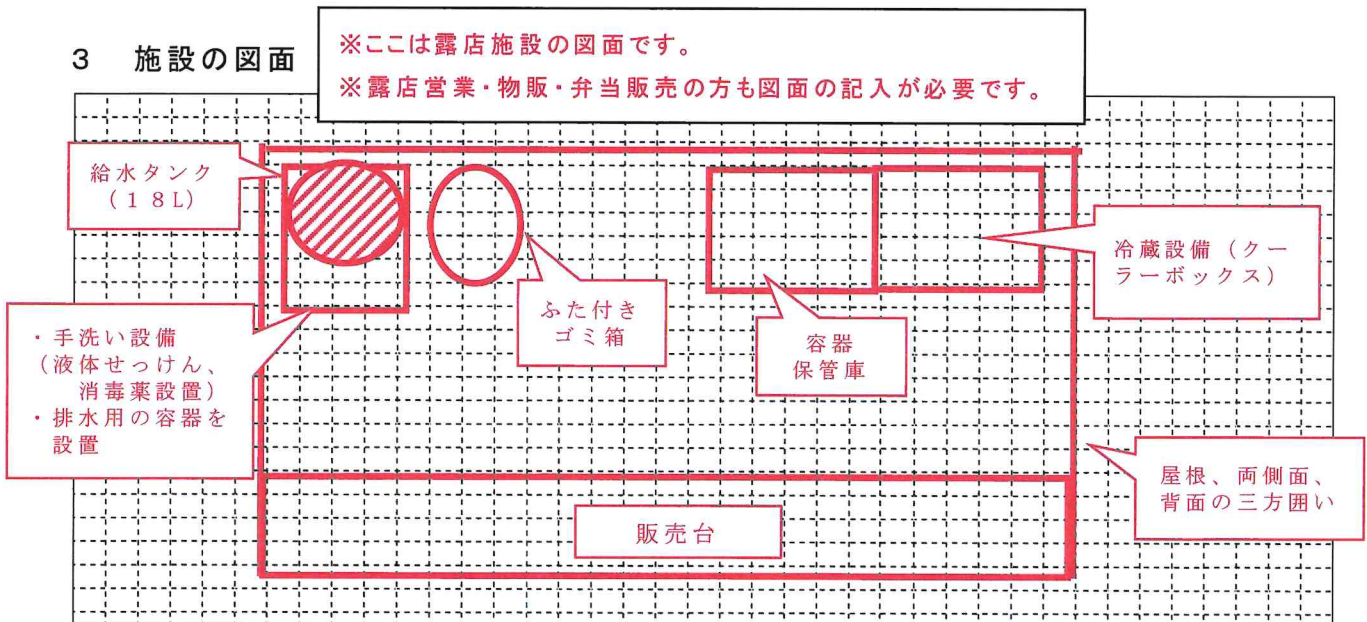 3 施設の図面
※ここは露店施設の図面です。
※露店営業・物販・弁当販売の方も図面の記入が必要です。
給水タンク
(18L)
冷蔵設備(クー
ラーボックス)
ふた付き
ゴミ箱
容器
保管庫
・手洗い設備
(液体せっけん、
消毒薬設置)
・排水用の容器を
設置
屋根、両側面、
背面の三方囲い
販売台